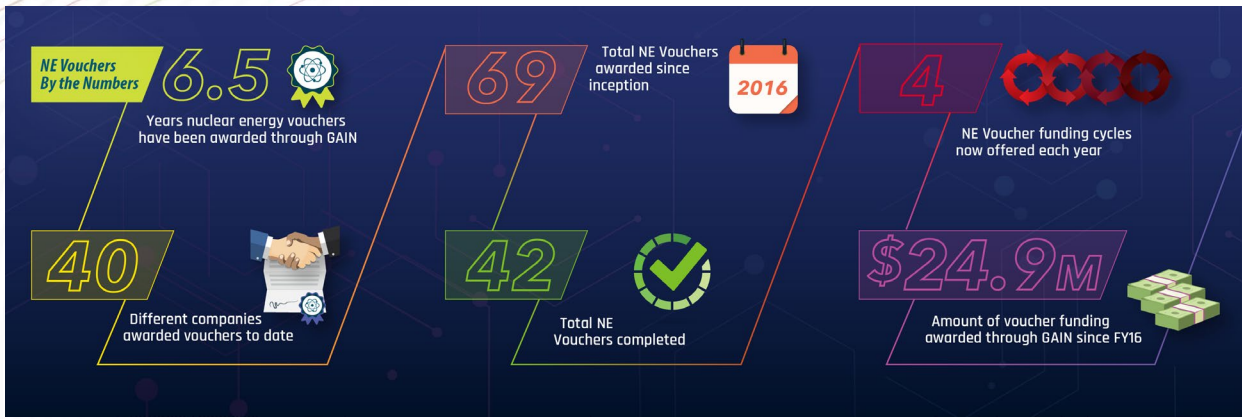 NE Vouchers
By the Numbers
6.5
Years nuclear energy vouchers
have been awarded through GAIN
40
Different companies
awarded vouchers to date
69
Total NE Vouchers
awarded since
inception
2016
42
Total NE
Vouchers completed
4
NE Voucher funding cycles
now offered each year
$24.9M
Amount of voucher funding
awarded through GAIN since FY16